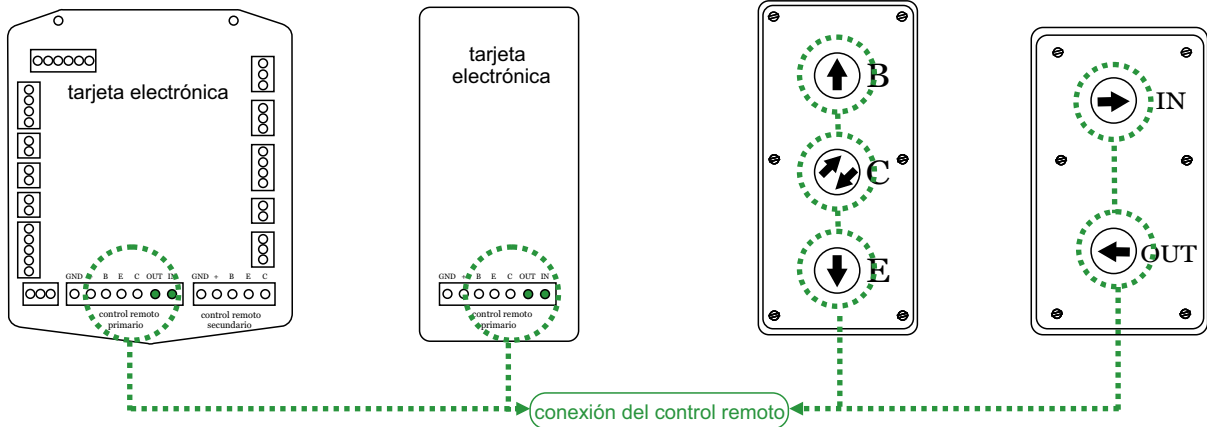 tarjeta electrónica
GND + B E C OUT IN
control remoto
primario
GND + B E C
control remoto
secundario
tarjeta
electrónica
GND + B E C OUT IN
control remoto
primario
B
C
E
IN
OUT
conexión del control remoto